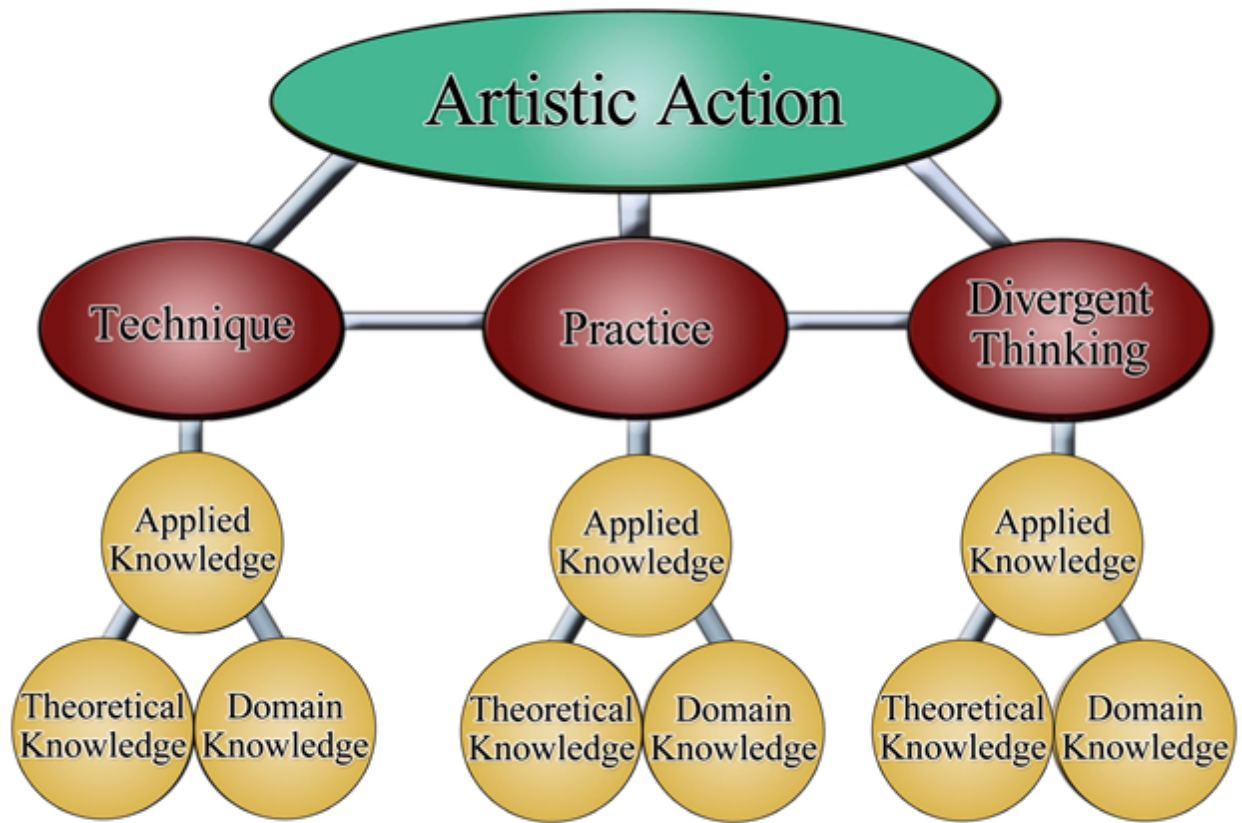 Artistic Action
Technique
Practice
Divergent
Thinking
Applied
Knowledge
Applied
Knowledge
Applied
Knowledge
Theoretical
Knowledge
Domain
Knowledge
Theoretical
Knowledge
Domain
Knowledge
Theoretical
Knowledge
Domain
Knowledge